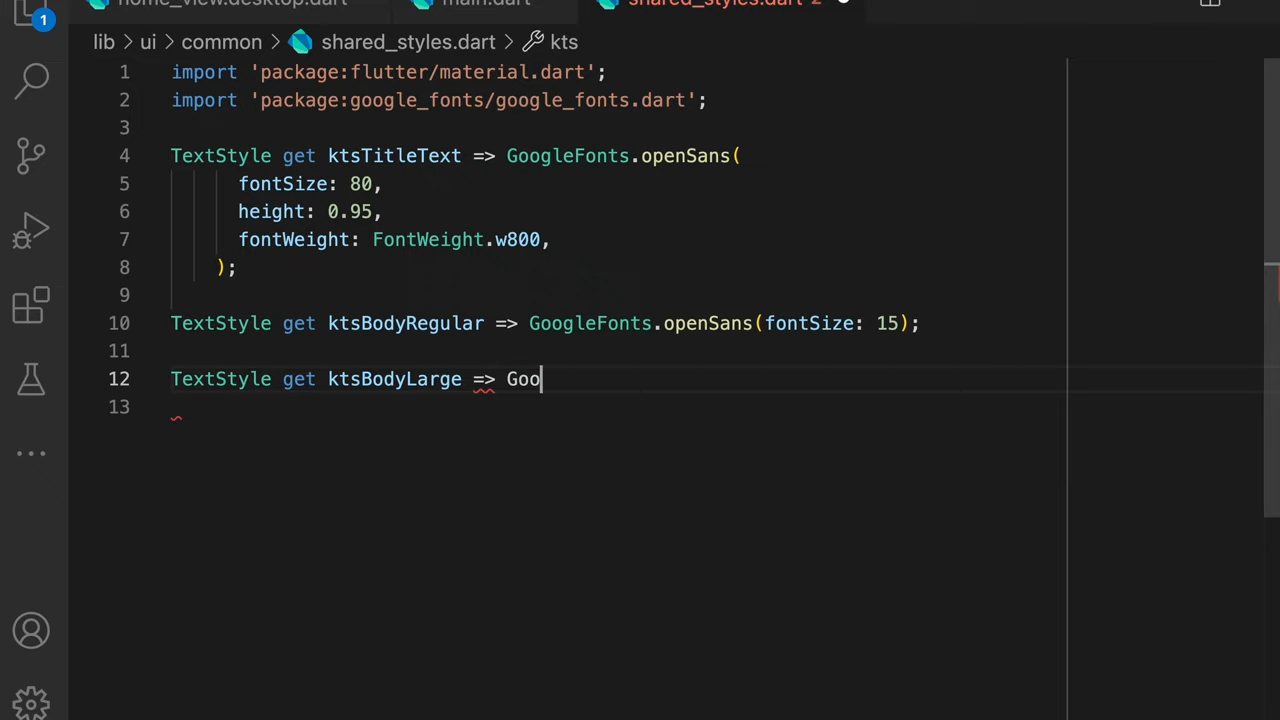 home_view.desktop.dart main.dart shared_styles.dart 2
1
lib > ui > common > shared_styles.dart > kts
1 import 'package:flutter/material.dart';
2 import 'package:google_fonts/google_fonts.dart';
3
4 TextStyle get ktsTitleText => GoogleFonts.openSans(
5 fontSize: 80,
6 height: 0.95,
7 fontWeight: FontWeight.w800,
8 );
9
10 TextStyle get ktsBodyRegular => GoogleFonts.openSans(fontSize: 15);
11
12 TextStyle get ktsBodyLarge => Goo
13